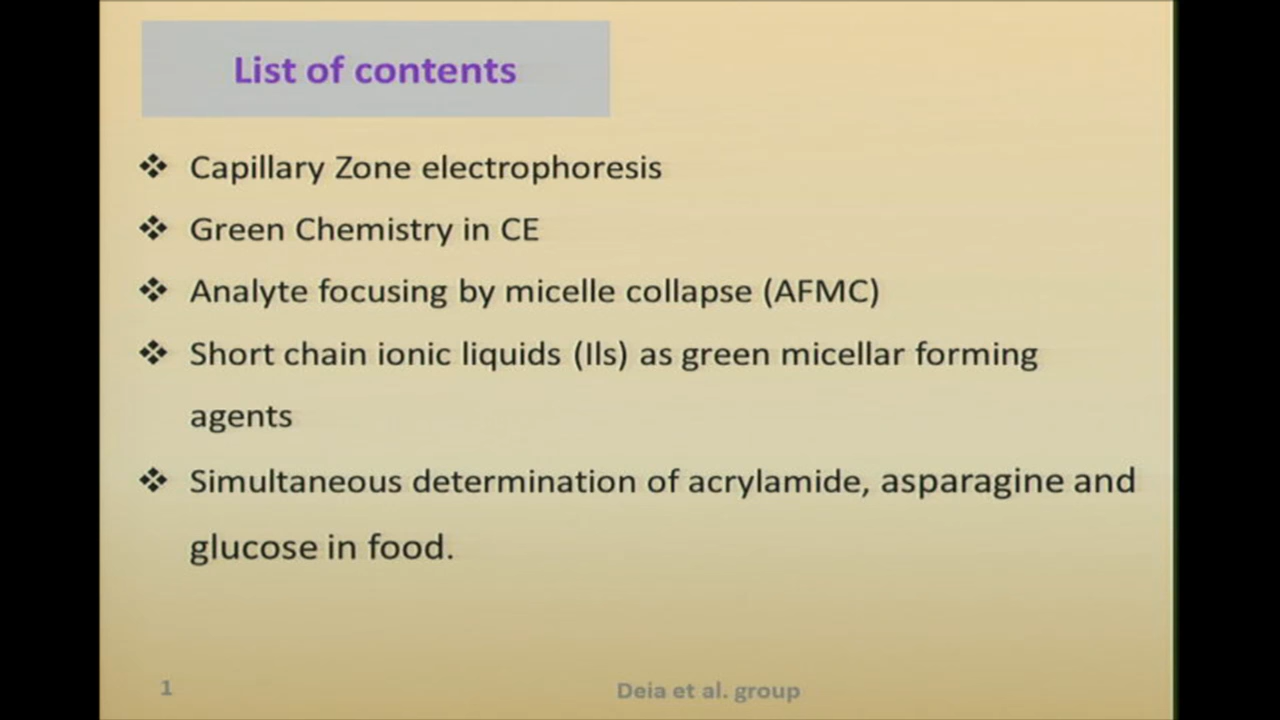 List of contents
❖ Capillary Zone electrophoresis
❖ Green Chemistry in CE
❖ Analyte focusing by micelle collapse (AFMC)
❖ Short chain ionic liquids (Ils) as green micellar forming
agents
❖ Simultaneous determination of acrylamide, asparagine and
glucose in food.
1
Deia et al. group